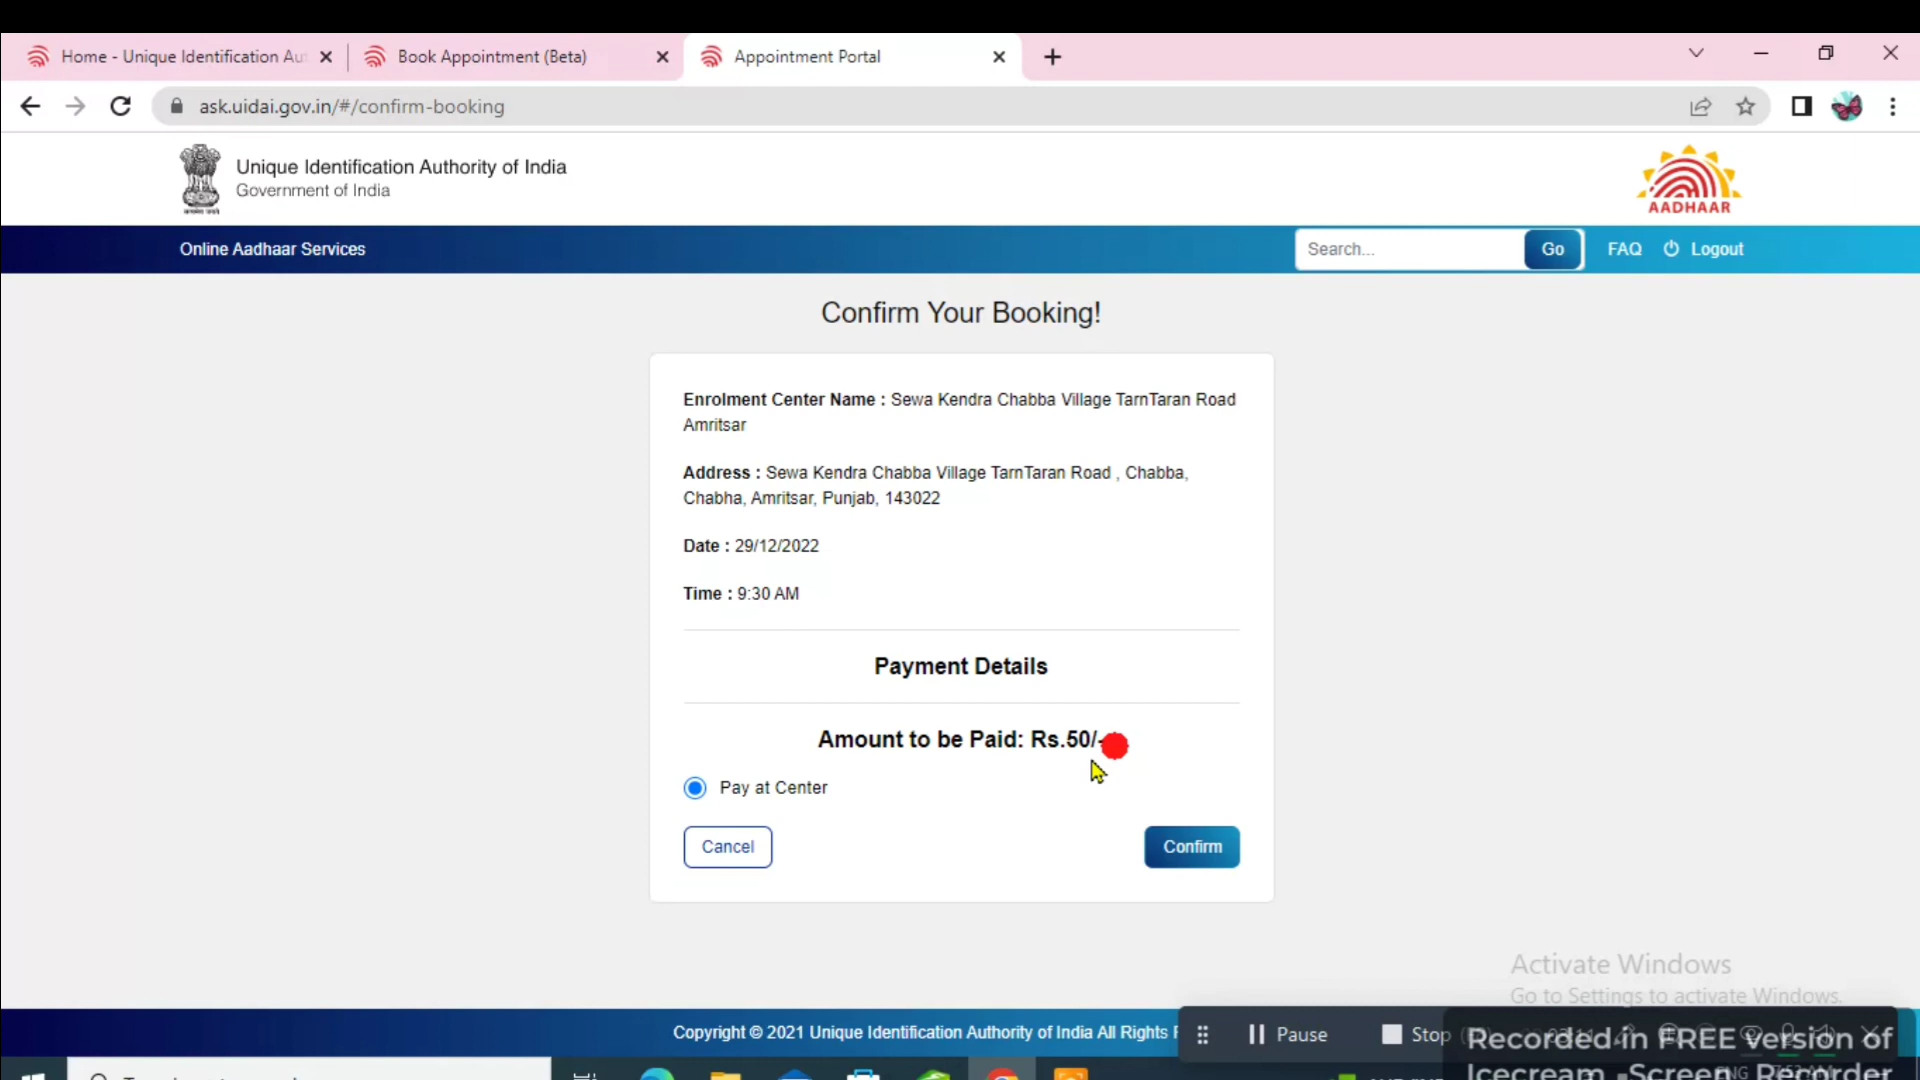 Home - Unique Identification Au
Book Appointment (Beta)
Appointment Portal
ask.uidai.gov.in/#/confirm-booking
Unique Identification Authority of India
Government of India
AADHAAR
Online Aadhaar Services
Search...
Go
FAQ
Logout
Confirm Your Booking!
Enrolment Center Name : Sewa Kendra Chabba Village TarnTaran Road
Amritsar
Address : Sewa Kendra Chabba Village TarnTaran Road , Chabba,
Chabha, Amritsar, Punjab, 143022
Date : 29/12/2022
Time : 9:30 AM
Payment Details
Amount to be Paid: Rs.50/-
Pay at Center
Cancel
Confirm
Activate Windows
Go to Settings to activate Windows.
Copyright © 2021 Unique Identification Authority of India All Rights
Pause
Stop
Recorded in FREE version of
Icecream Screen Recorder